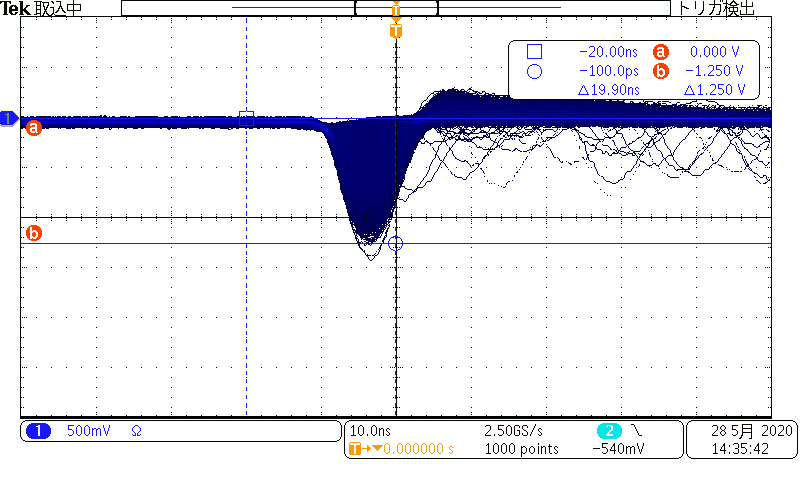 Tek 取込中 トリガ検出
T
T
−20.00ns a 0.000 V
−100.0ps b −1.250 V
△19.90ns △1.250 V
1
a
b
1 500mV Ω 10.0ns 2.50GS/s 2 28 5月 2020
T→▼0.000000 s 1000 points −540mV 14:35:42